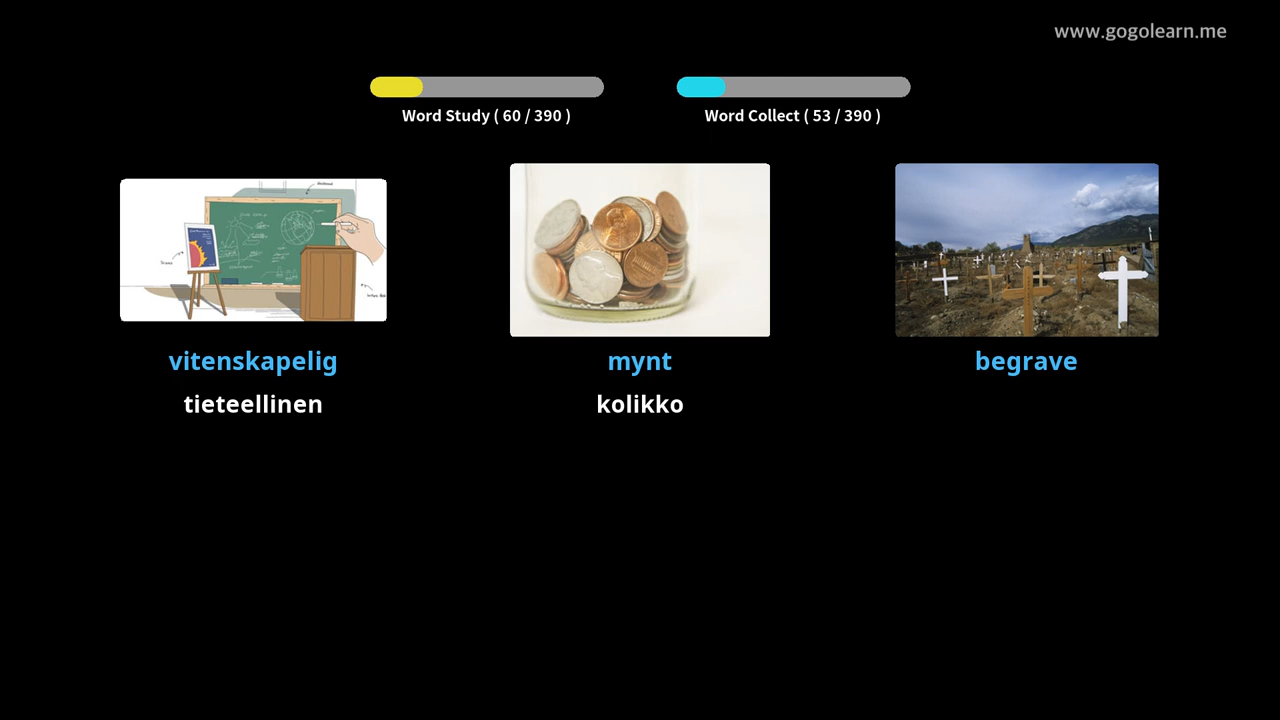 www.gogolearn.me
Word Study ( 60 / 390 )
Word Collect ( 53 / 390 )
vitenskapelig
mynt
begrave
tieteellinen
kolikko